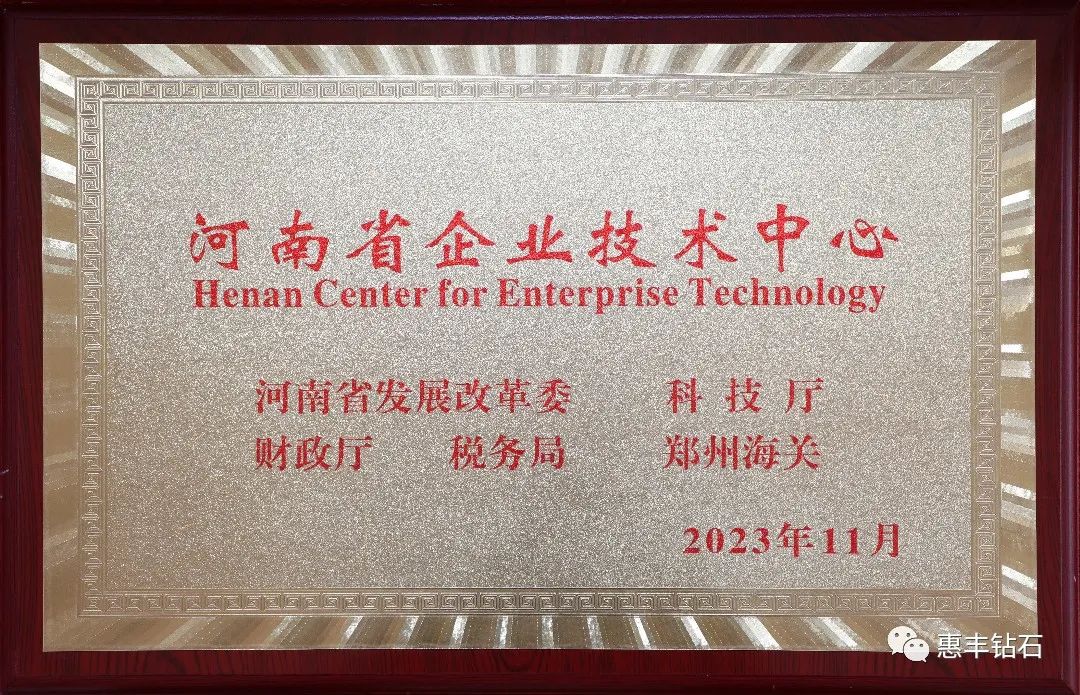 河南省企业技术中心
Henan Center for Enterprise Technology
河南省发展改革委 科技厅
财政厅 税务局 郑州海关
2023年11月
惠丰钻石